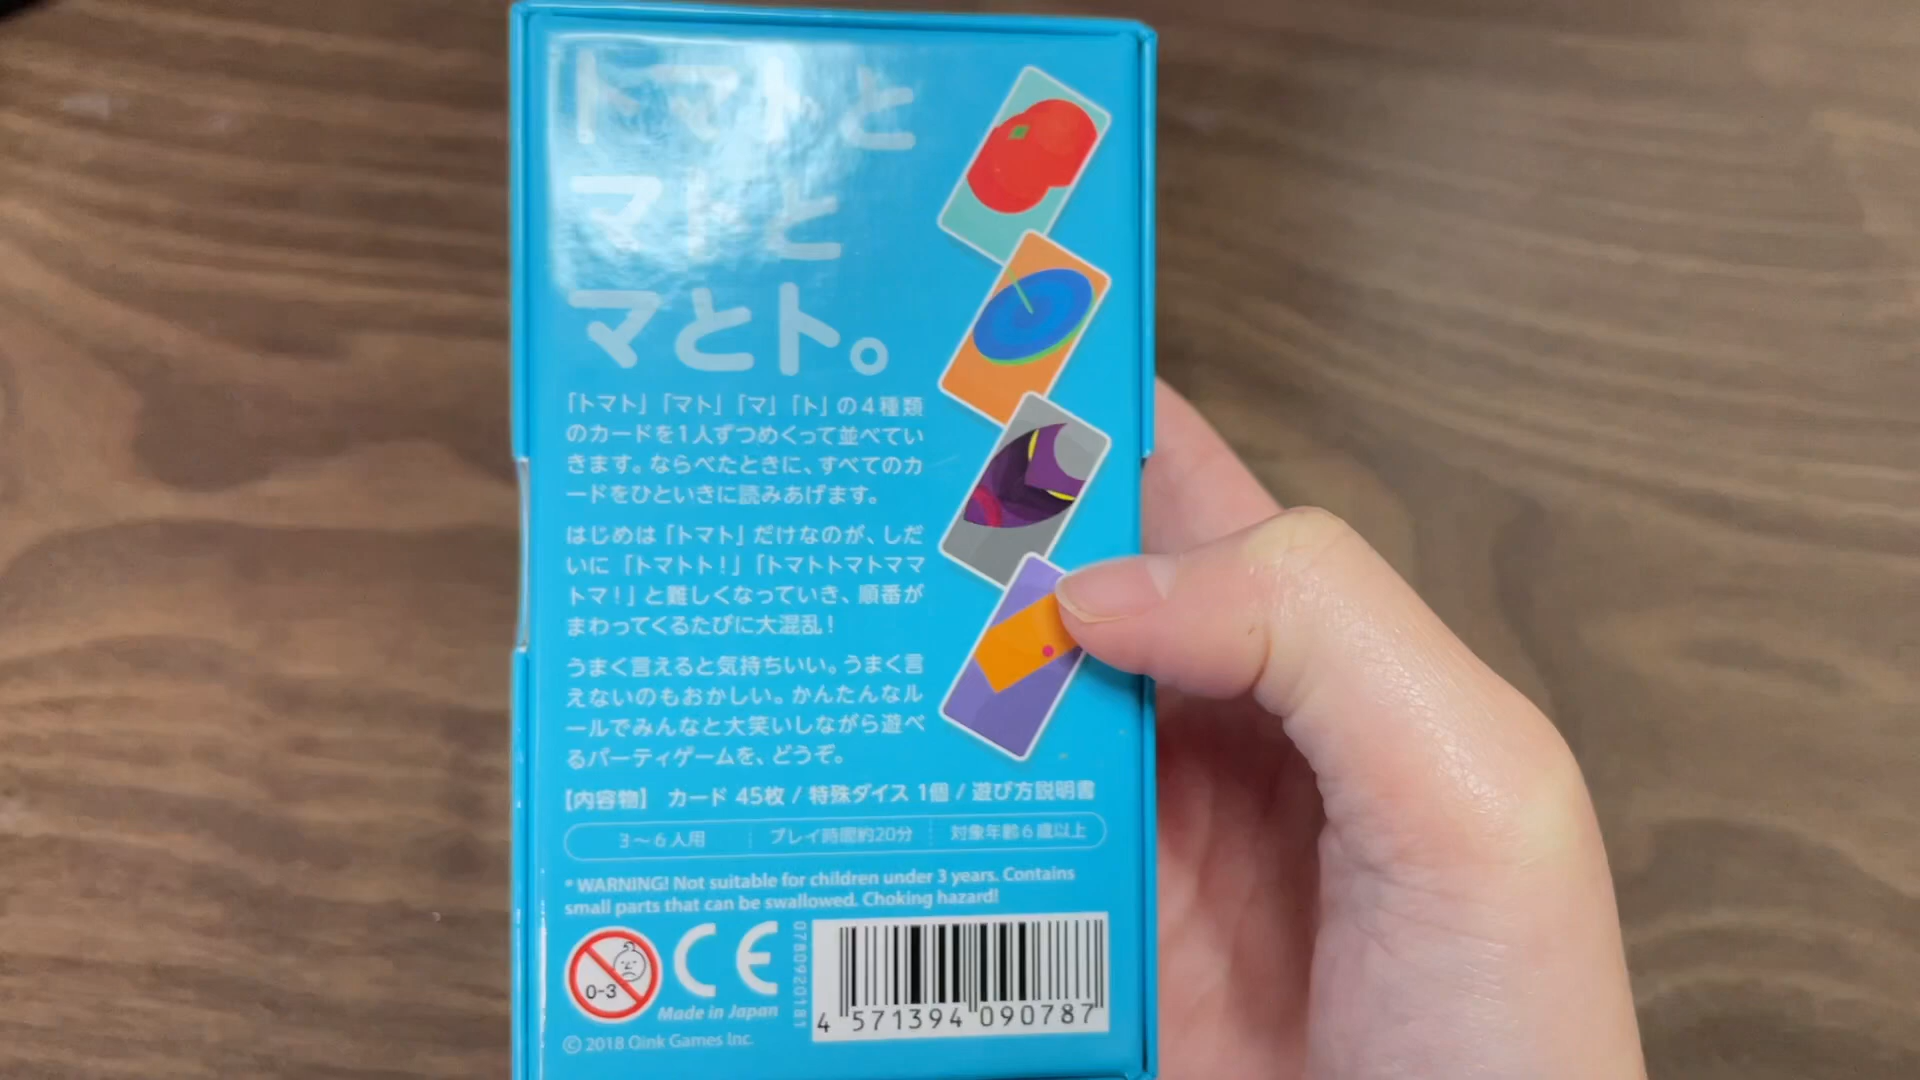 トマトと
マトと
マとト。
「トマト」「マト」「マ」「ト」の4種類
のカードを1人ずつめくって並べてい
きます。ならべたときに、すべてのカ
ードをひといきに読みあげます。
はじめは「トマト」だけなのが、しだ
いに「トマトト!」「トマトトマトママ
トマ!」と難しくなっていき、順番が
まわってくるたびに大混乱!
うまく言えると気持ちいい。うまく言
えないのもおかしい。かんたんなル
ールでみんなと大笑いしながら遊べ
るパーティゲームを、どうぞ。
【内容物】 カード 45枚 / 特殊ダイス 1個 / 遊び方説明書
3〜6人用 プレイ時間約20分 対象年齢6歳以上
* WARNING! Not suitable for children under 3 years. Contains
small parts that can be swallowed. Choking hazard!
0-3
CE
Made in Japan
0780920181
4 571394 090787
© 2018 Oink Games Inc.